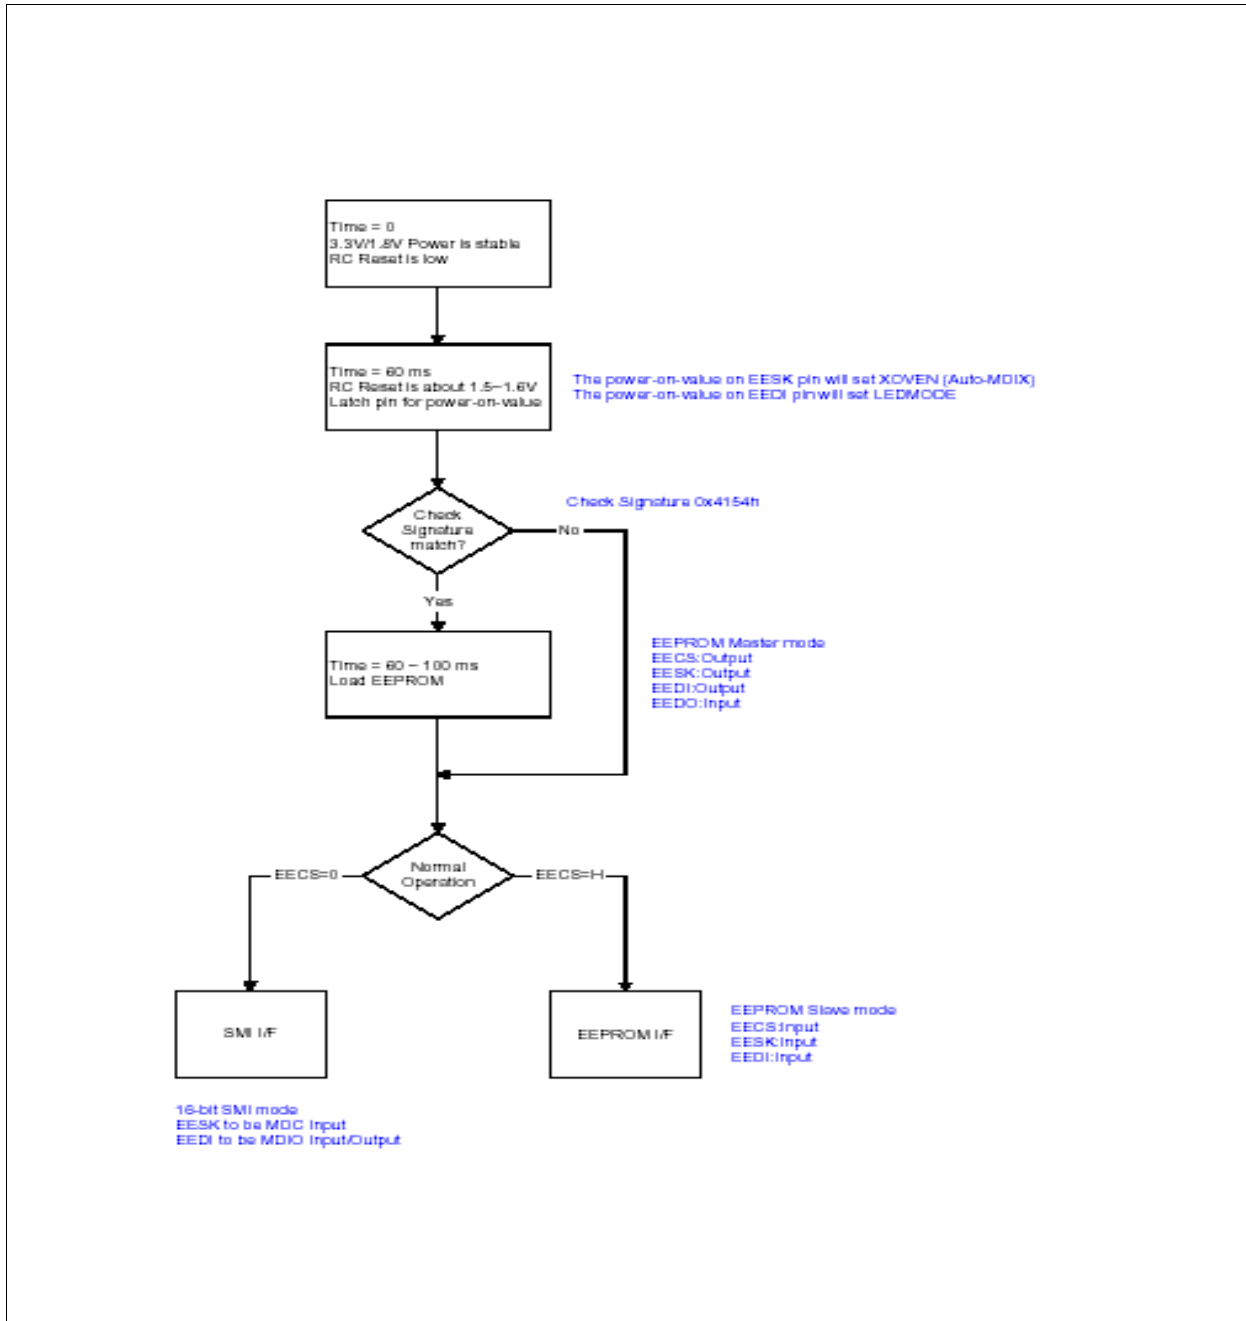 Time = 0
3.3V/1.8V Power is stable
RC Reset is low
Time = 60 ms
RC Reset is about 1.5~1.6V
Latch pin for power-on-value
The power-on-value on EESK pin will set XOVEN (Auto-MDIX)
The power-on-value on EEDI pin will set LEDMODE
Check Signature 0x4154h
Check
Signature
match?
No
Yes
Time = 60 ~ 100 ms
Load EEPROM
EEPROM Master mode
EECS:Output
EESK:Output
EEDI:Output
EEDO:Input
Normal
Operation
EECS=0
EECS=H
SMI I/F
EEPROM I/F
EEPROM Slave mode
EECS:Input
EESK:Input
EEDI:Input
16-bit SMI mode
EESK to be MDC Input
EEDI to be MDIO Input/Output